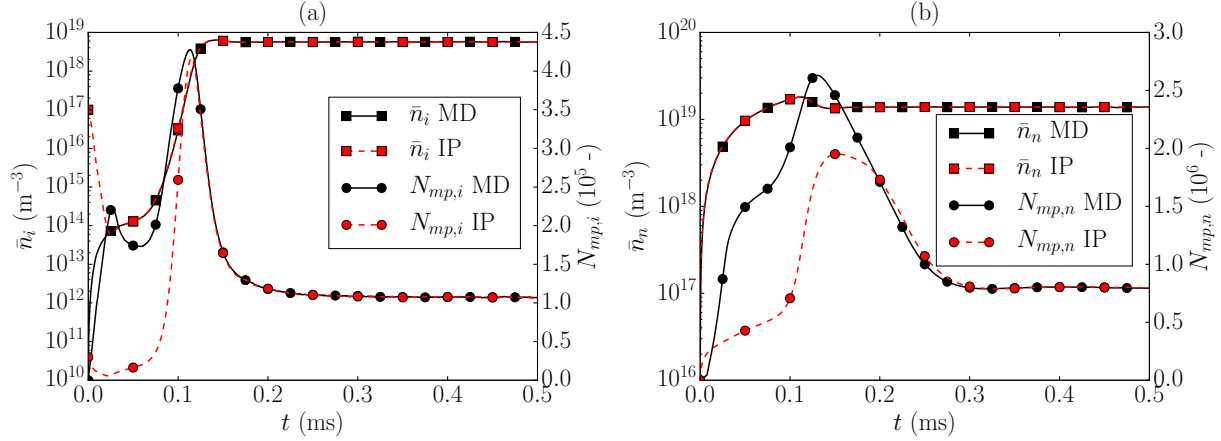 (a)
10^19
10^18
10^17
10^16
10^15
10^14
10^13
10^12
10^11
10^10
n̄_i (m^−3)
4.5
4.0
3.5
3.0
2.5
2.0
1.5
1.0
0.5
0.0
N_mp,i (10^5 -)
n̄_i MD
n̄_i IP
N_mp,i MD
N_mp,i IP
0.0 0.1 0.2 0.3 0.4 0.5
t (ms)
(b)
10^20
10^19
10^18
10^17
10^16
n̄_n (m^−3)
3.0
2.5
2.0
1.5
1.0
0.5
0.0
N_mp,n (10^6 -)
n̄_n MD
n̄_n IP
N_mp,n MD
N_mp,n IP
0.0 0.1 0.2 0.3 0.4 0.5
t (ms)